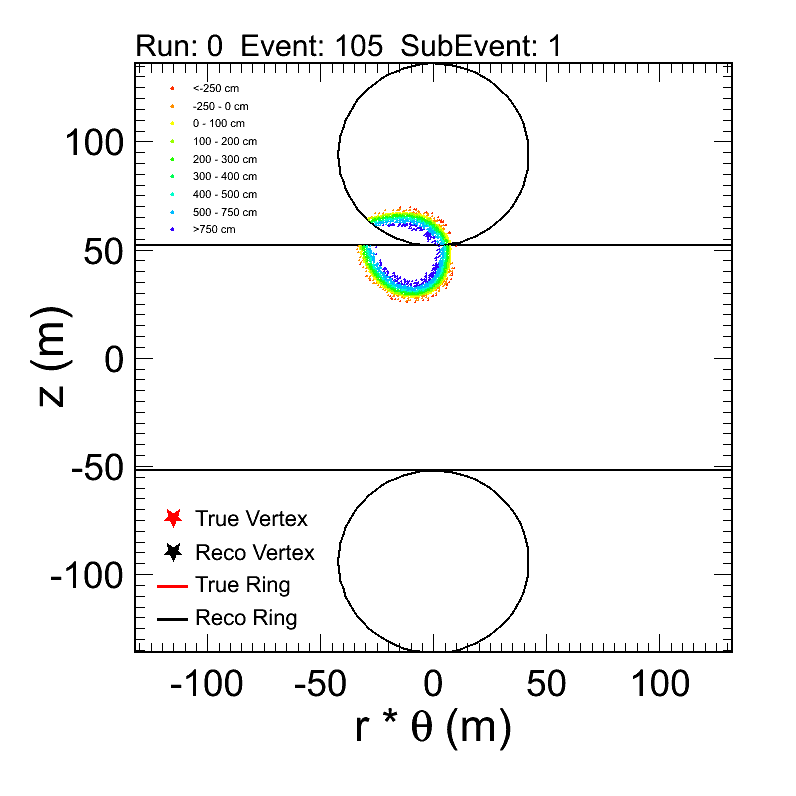 Run: 0 Event: 105 SubEvent: 1
<-250 cm
-250 - 0 cm
0 - 100 cm
100 - 200 cm
200 - 300 cm
300 - 400 cm
400 - 500 cm
500 - 750 cm
>750 cm
100
50
0
-50
-100
z (m)
True Vertex
Reco Vertex
True Ring
Reco Ring
-100 -50 0 50 100
r * θ (m)